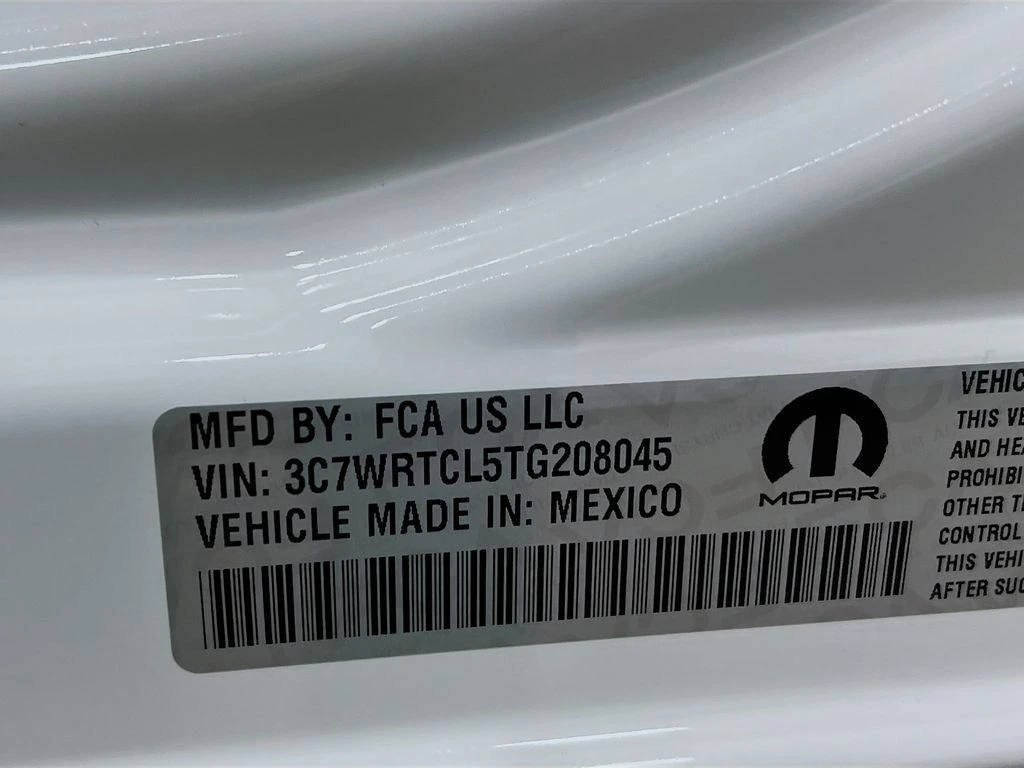 MFD BY: FCA US LLC
VIN: 3C7WRTCL5TG208045
VEHICLE MADE IN: MEXICO
MOPAR
VEHIC
THIS VE
AND HEA
PROHIBI
OTHER T
CONTROL
THIS VEHI
AFTER SUC